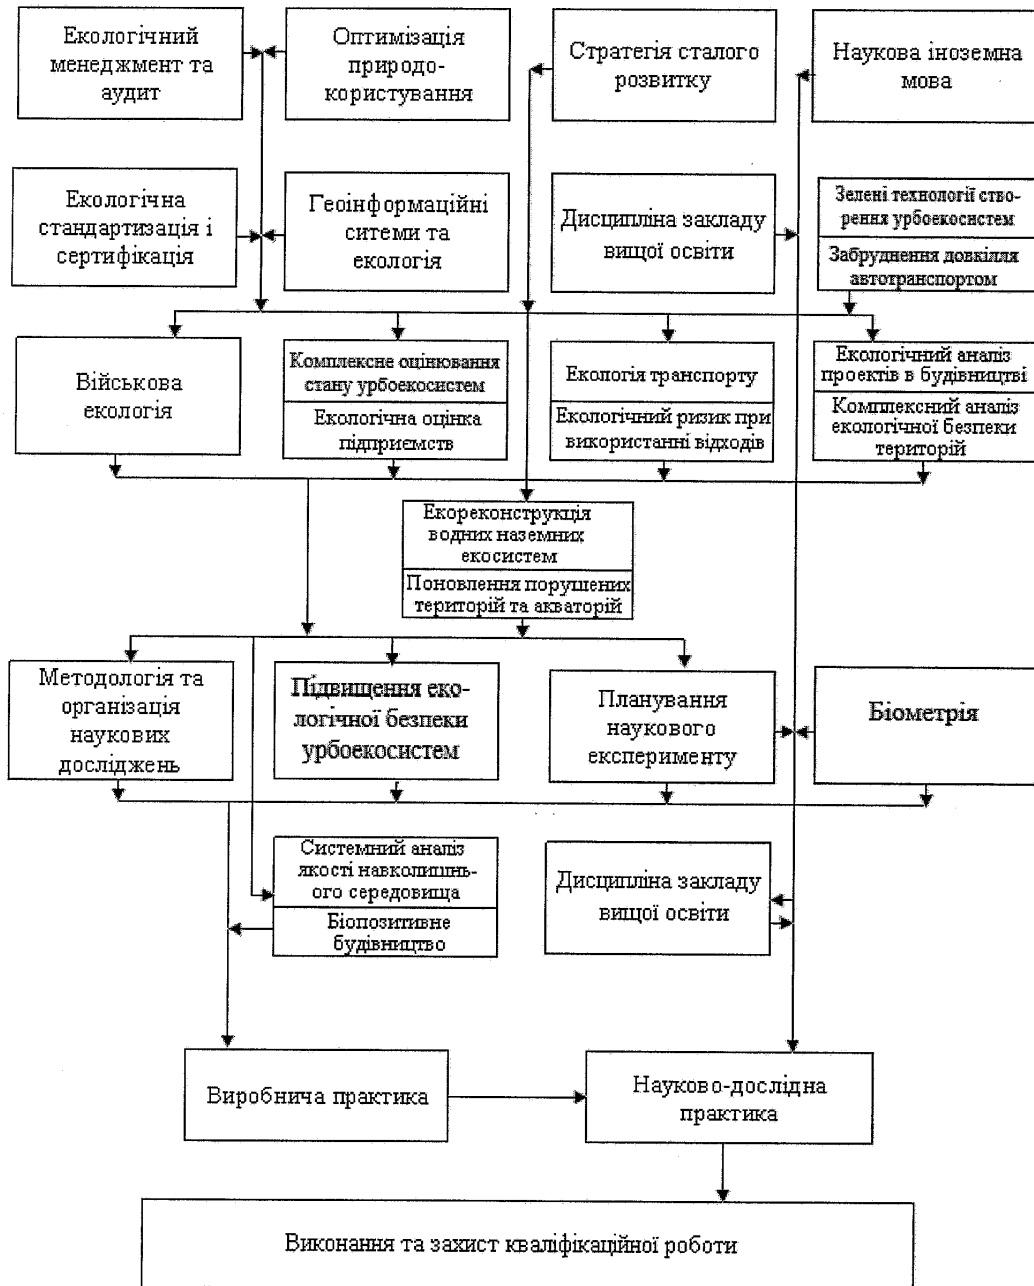 Екологічний
менеджмент та
аудит
Оптимізація
природо-
користування
Стратегія сталого
розвитку
Наукова іноземна
мова
Екологічна
стандартизація і
сертифікація
Геоінформаційні
ситеми та
екологія
Дисципліна закладу
вищої освіти
Зелені технології ство-
рення урбоекосистем
Забруднення довкілля
автотранспортом
Військова
екологія
Комплексне оцінювання
стану урбоекосистем
Екологічна оцінка
підприємств
Екологія транспорту
Екологічний ризик при
використанні відходів
Екологічний аналіз
проектів в будівництві
Комплексний аналіз
екологічної безпеки
територій
Екореконструкція
водних наземних
екосистем
Поновлення порушених
територій та акваторій
Методологія та
організація
наукових
досліджень
Підвищення еко-
логічної безпеки
урбоекосистем
Планування
наукового
експерименту
Біометрія
Системний аналіз
якості навколишнь-
ого середовища
Біопозитивне
будівництво
Дисципліна закладу
вищої освіти
Виробнича практика
Науково-дослідна
практика
Виконання та захист кваліфікаційної роботи